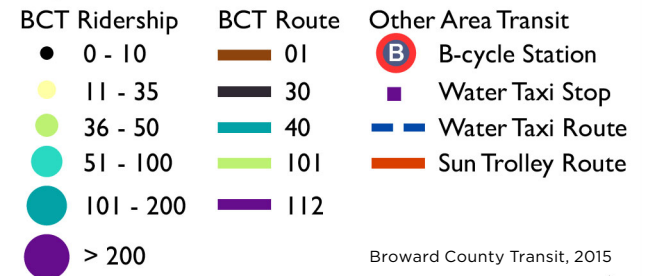 BCT Ridership
0 - 10
11 - 35
36 - 50
51 - 100
101 - 200
> 200
BCT Route
01
30
40
101
112
Other Area Transit
B B-cycle Station
Water Taxi Stop
Water Taxi Route
Sun Trolley Route
Broward County Transit, 2015